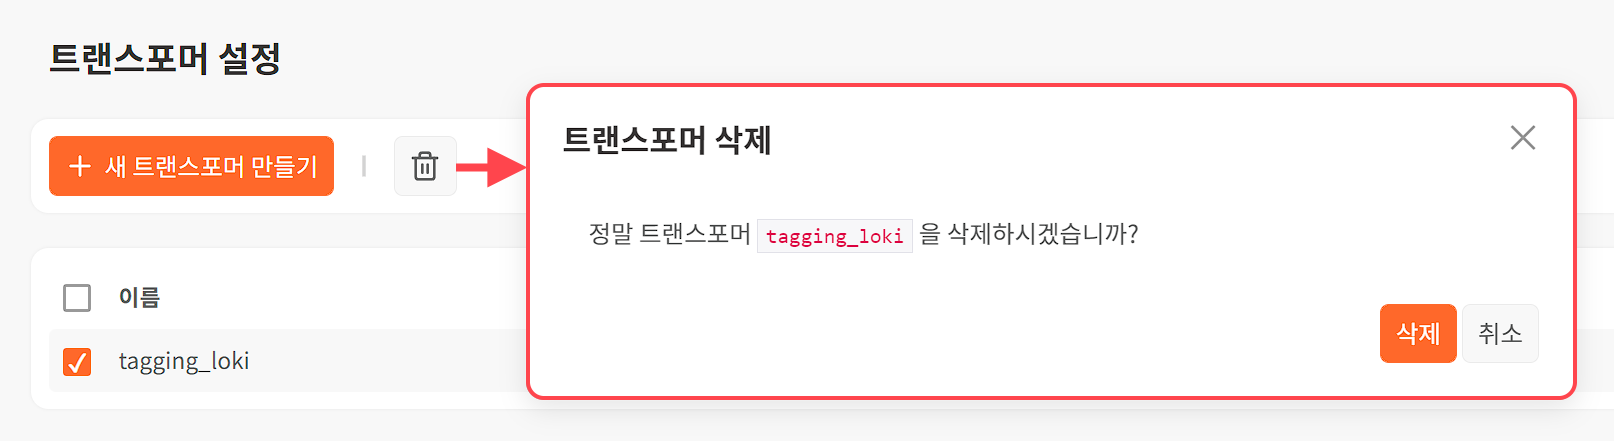 트랜스포머 설정
+ 새 트랜스포머 만들기
트랜스포머 삭제
정말 트랜스포머 tagging_loki 을 삭제하시겠습니까?
이름
삭제 취소
tagging_loki